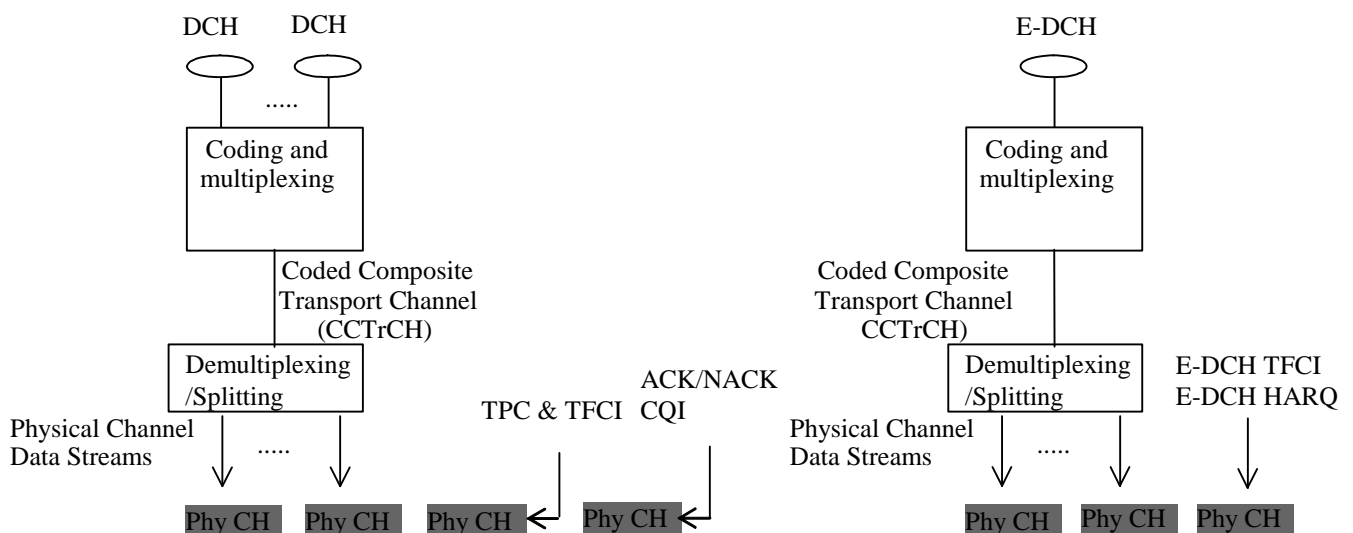 DCH
DCH
.....
Coding and
multiplexing
Coded Composite
Transport Channel
(CCTrCH)
Demultiplexing
/Splitting
Physical Channel
Data Streams
.....
TPC & TFCI
ACK/NACK
CQI
Phy CH
Phy CH
Phy CH
Phy CH
E-DCH
Coding and
multiplexing
Coded Composite
Transport Channel
CCTrCH)
Demultiplexing
/Splitting
E-DCH TFCI
E-DCH HARQ
Physical Channel
Data Streams
.....
Phy CH
Phy CH
Phy CH